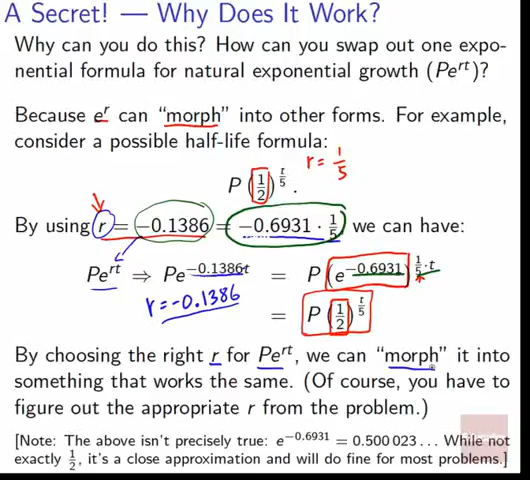 A Secret! — Why Does It Work?
Why can you do this? How can you swap out one expo-
nential formula for natural exponential growth (Pe^{rt})?
Because e^r can "morph" into other forms. For example,
consider a possible half-life formula:
r = 1/5
P(1/2)^{t/5}.
By using r = −0.1386 = −0.6931 · 1/5 we can have:
Pe^{rt} ⇒ Pe^{−0.1386t} = P(e^{−0.6931})^{1/5·t}
r = −0.1386
= P(1/2)^{t/5}
By choosing the right r for Pe^{rt}, we can "morph" it into
something that works the same. (Of course, you have to
figure out the appropriate r from the problem.)
[Note: The above isn't precisely true: e^{−0.6931} = 0.500 023 . . . While not
exactly 1/2, it's a close approximation and will do fine for most problems.]